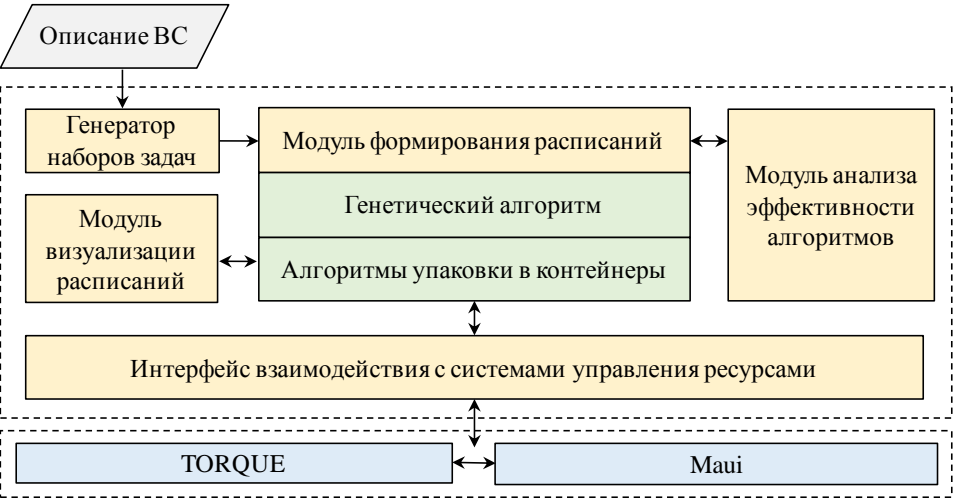 Описание ВС
Генератор
наборов задач
Модуль формирования расписаний
Модуль анализа
эффективности
алгоритмов
Генетический алгоритм
Модуль
визуализации
расписаний
Алгоритмы упаковки в контейнеры
Интерфейс взаимодействия с системами управления ресурсами
TORQUE
Maui